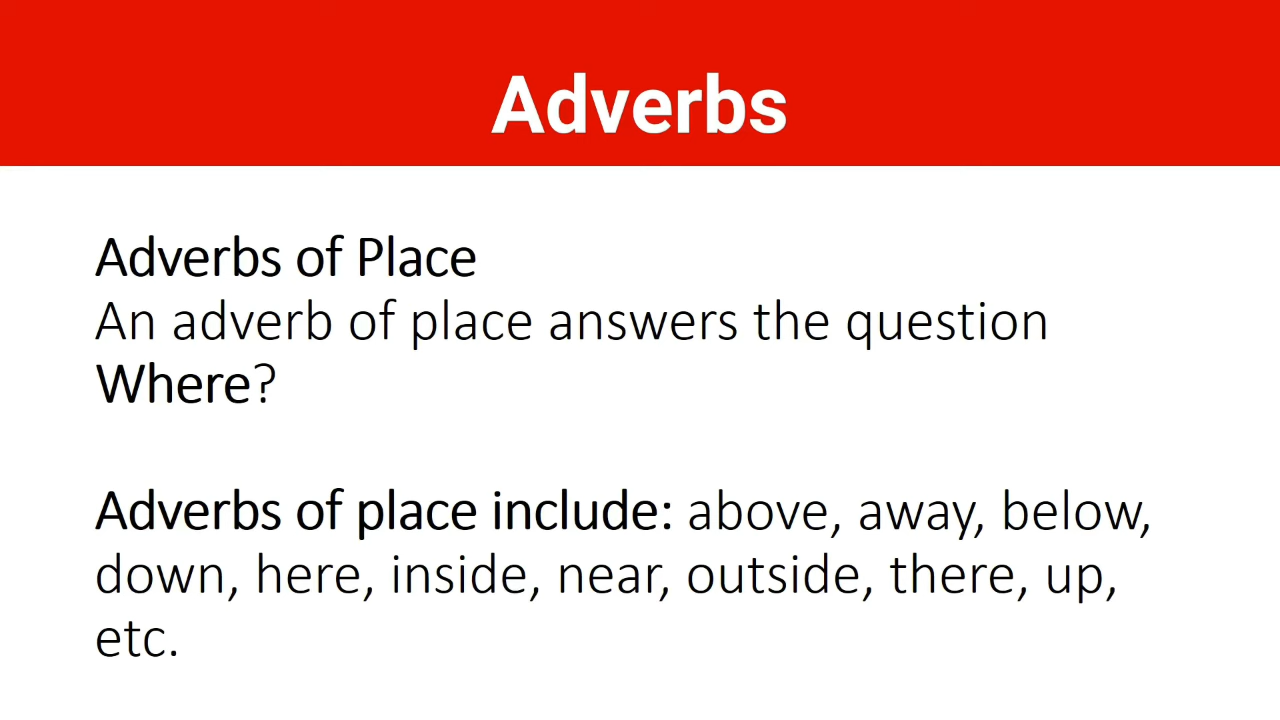 Adverbs
Adverbs of Place
An adverb of place answers the question
Where?
Adverbs of place include: above, away, below,
down, here, inside, near, outside, there, up,
etc.